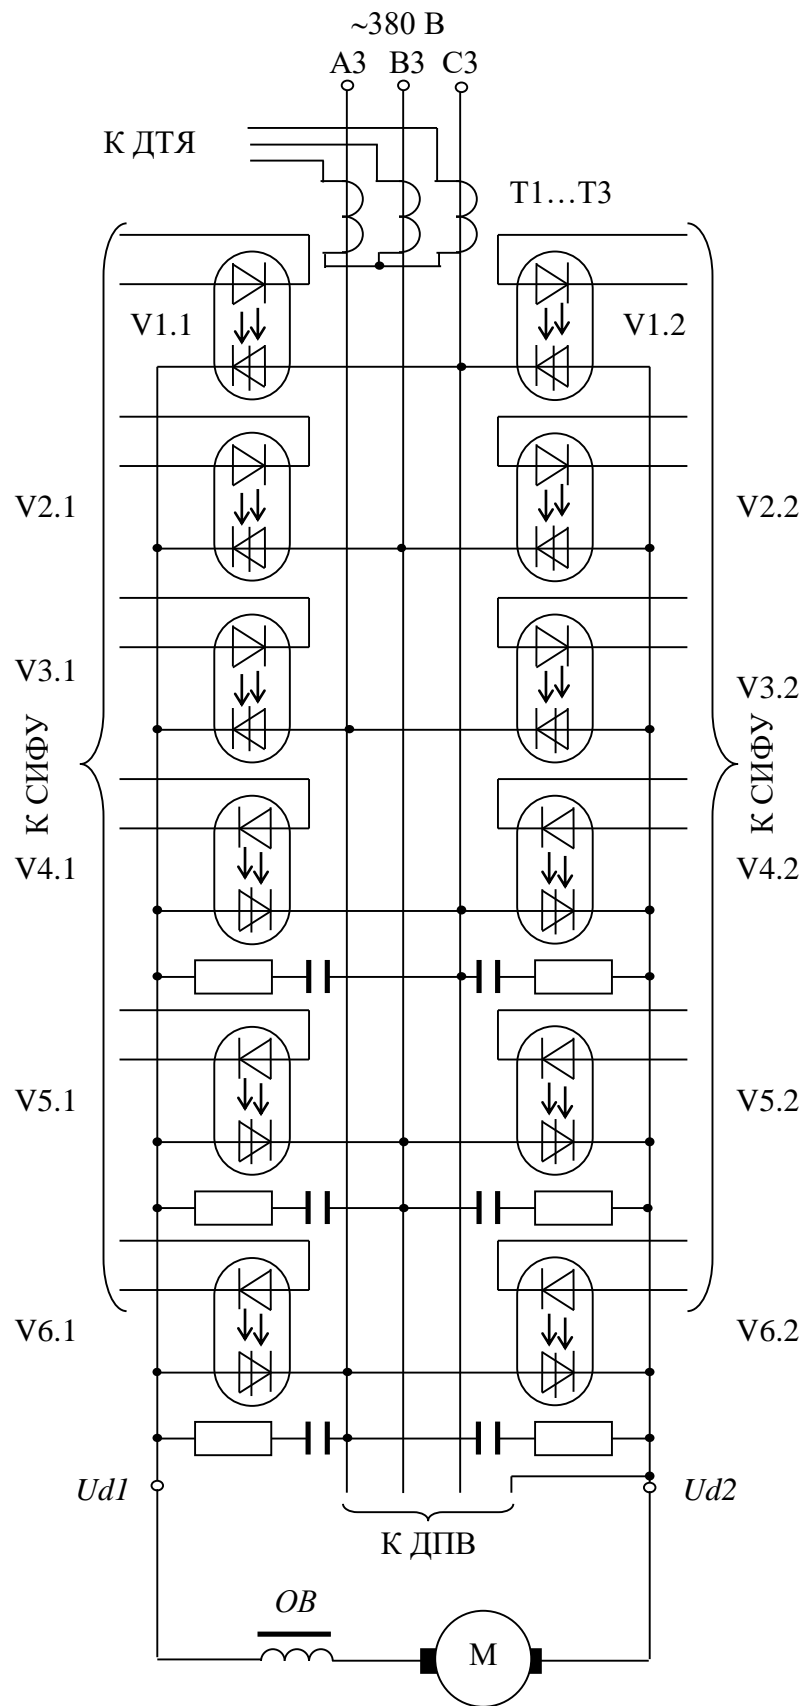 ~380 В
А3 В3 С3
К ДТЯ
Т1…Т3
V1.1
V1.2
V2.1
V2.2
V3.1
V3.2
К СИФУ
К СИФУ
V4.1
V4.2
V5.1
V5.2
V6.1
V6.2
Ud1
Ud2
К ДПВ
ОВ
М